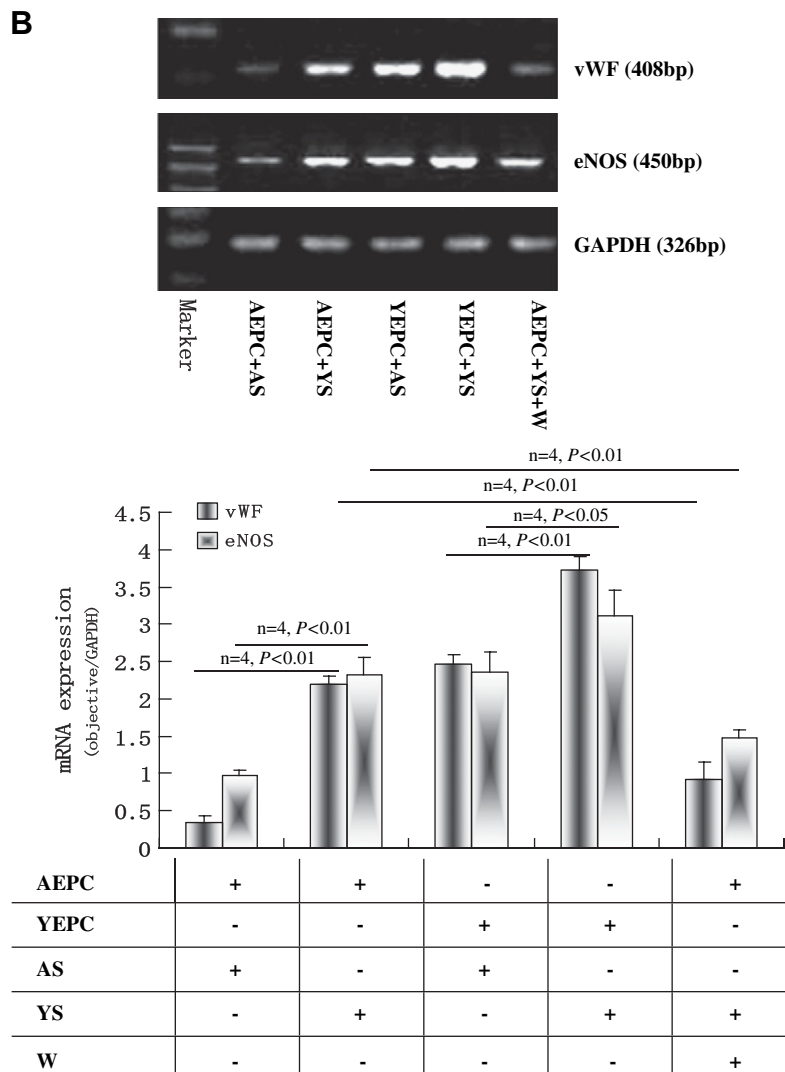 B
vWF (408bp)
eNOS (450bp)
GAPDH (326bp)
Marker
AEPC+AS
AEPC+YS
YEPC+AS
YEPC+YS
AEPC+YS+W
n=4, P<0.01
n=4, P<0.01
n=4, P<0.05
n=4, P<0.01
n=4, P<0.01
n=4, P<0.01
vWF
eNOS
mRNA expression
(objective/GAPDH)
4.5
4
3.5
3
2.5
2
1.5
1
0.5
0
AEPC + + - - +
YEPC - - + + -
AS + - + - -
YS - + - + +
W - - - - +